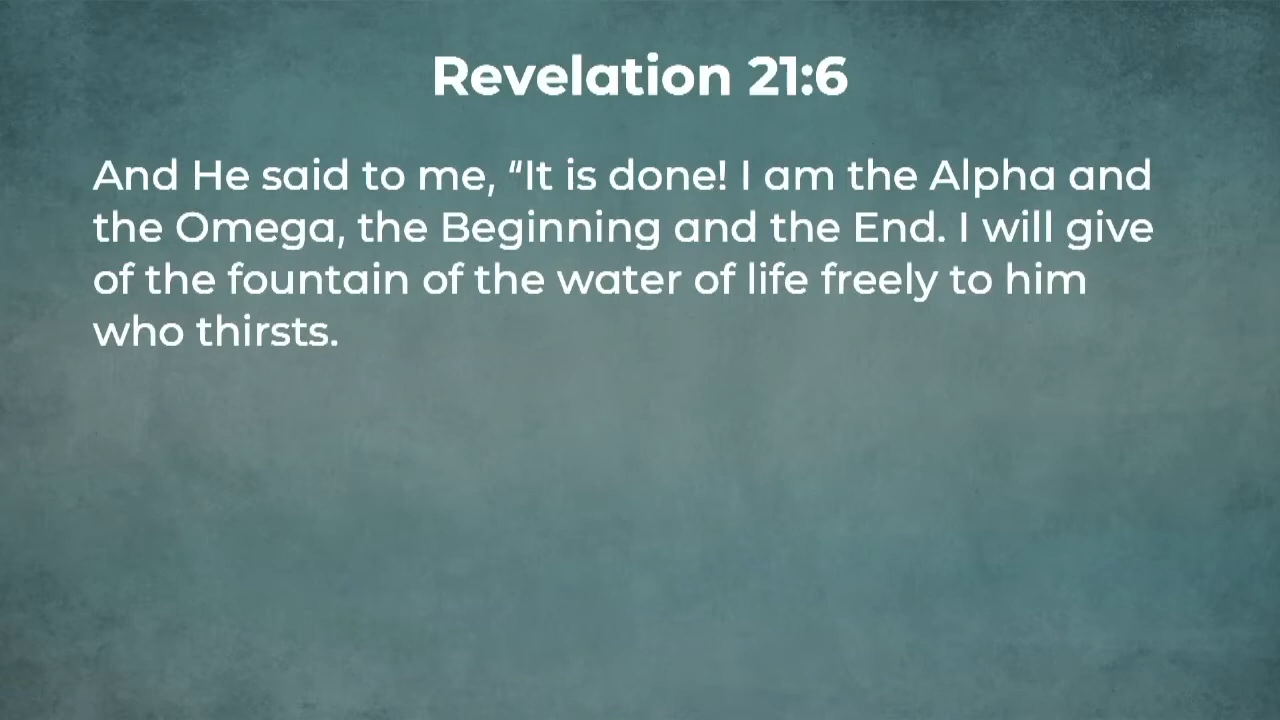 Revelation 21:6
And He said to me, “It is done! I am the Alpha and
the Omega, the Beginning and the End. I will give
of the fountain of the water of life freely to him
who thirsts.